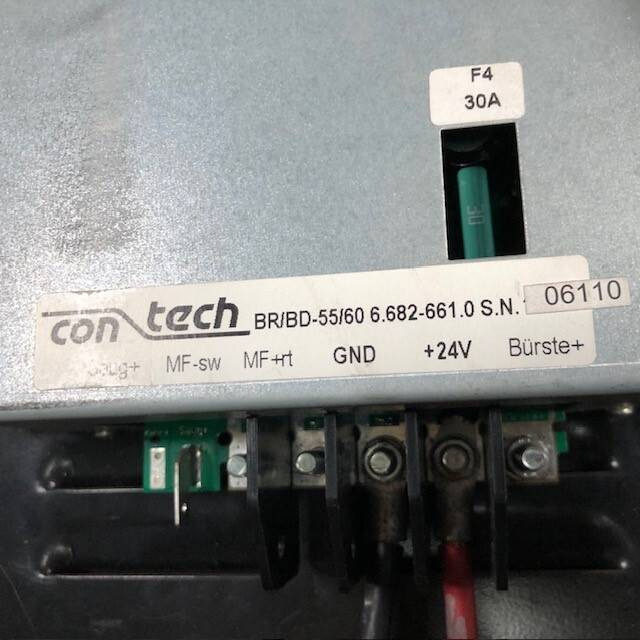 F4
30A
con tech BR/BD-55/60 6.682-661.0 S.N. 06110
MF-sw MF+rt GND +24V Bürste+